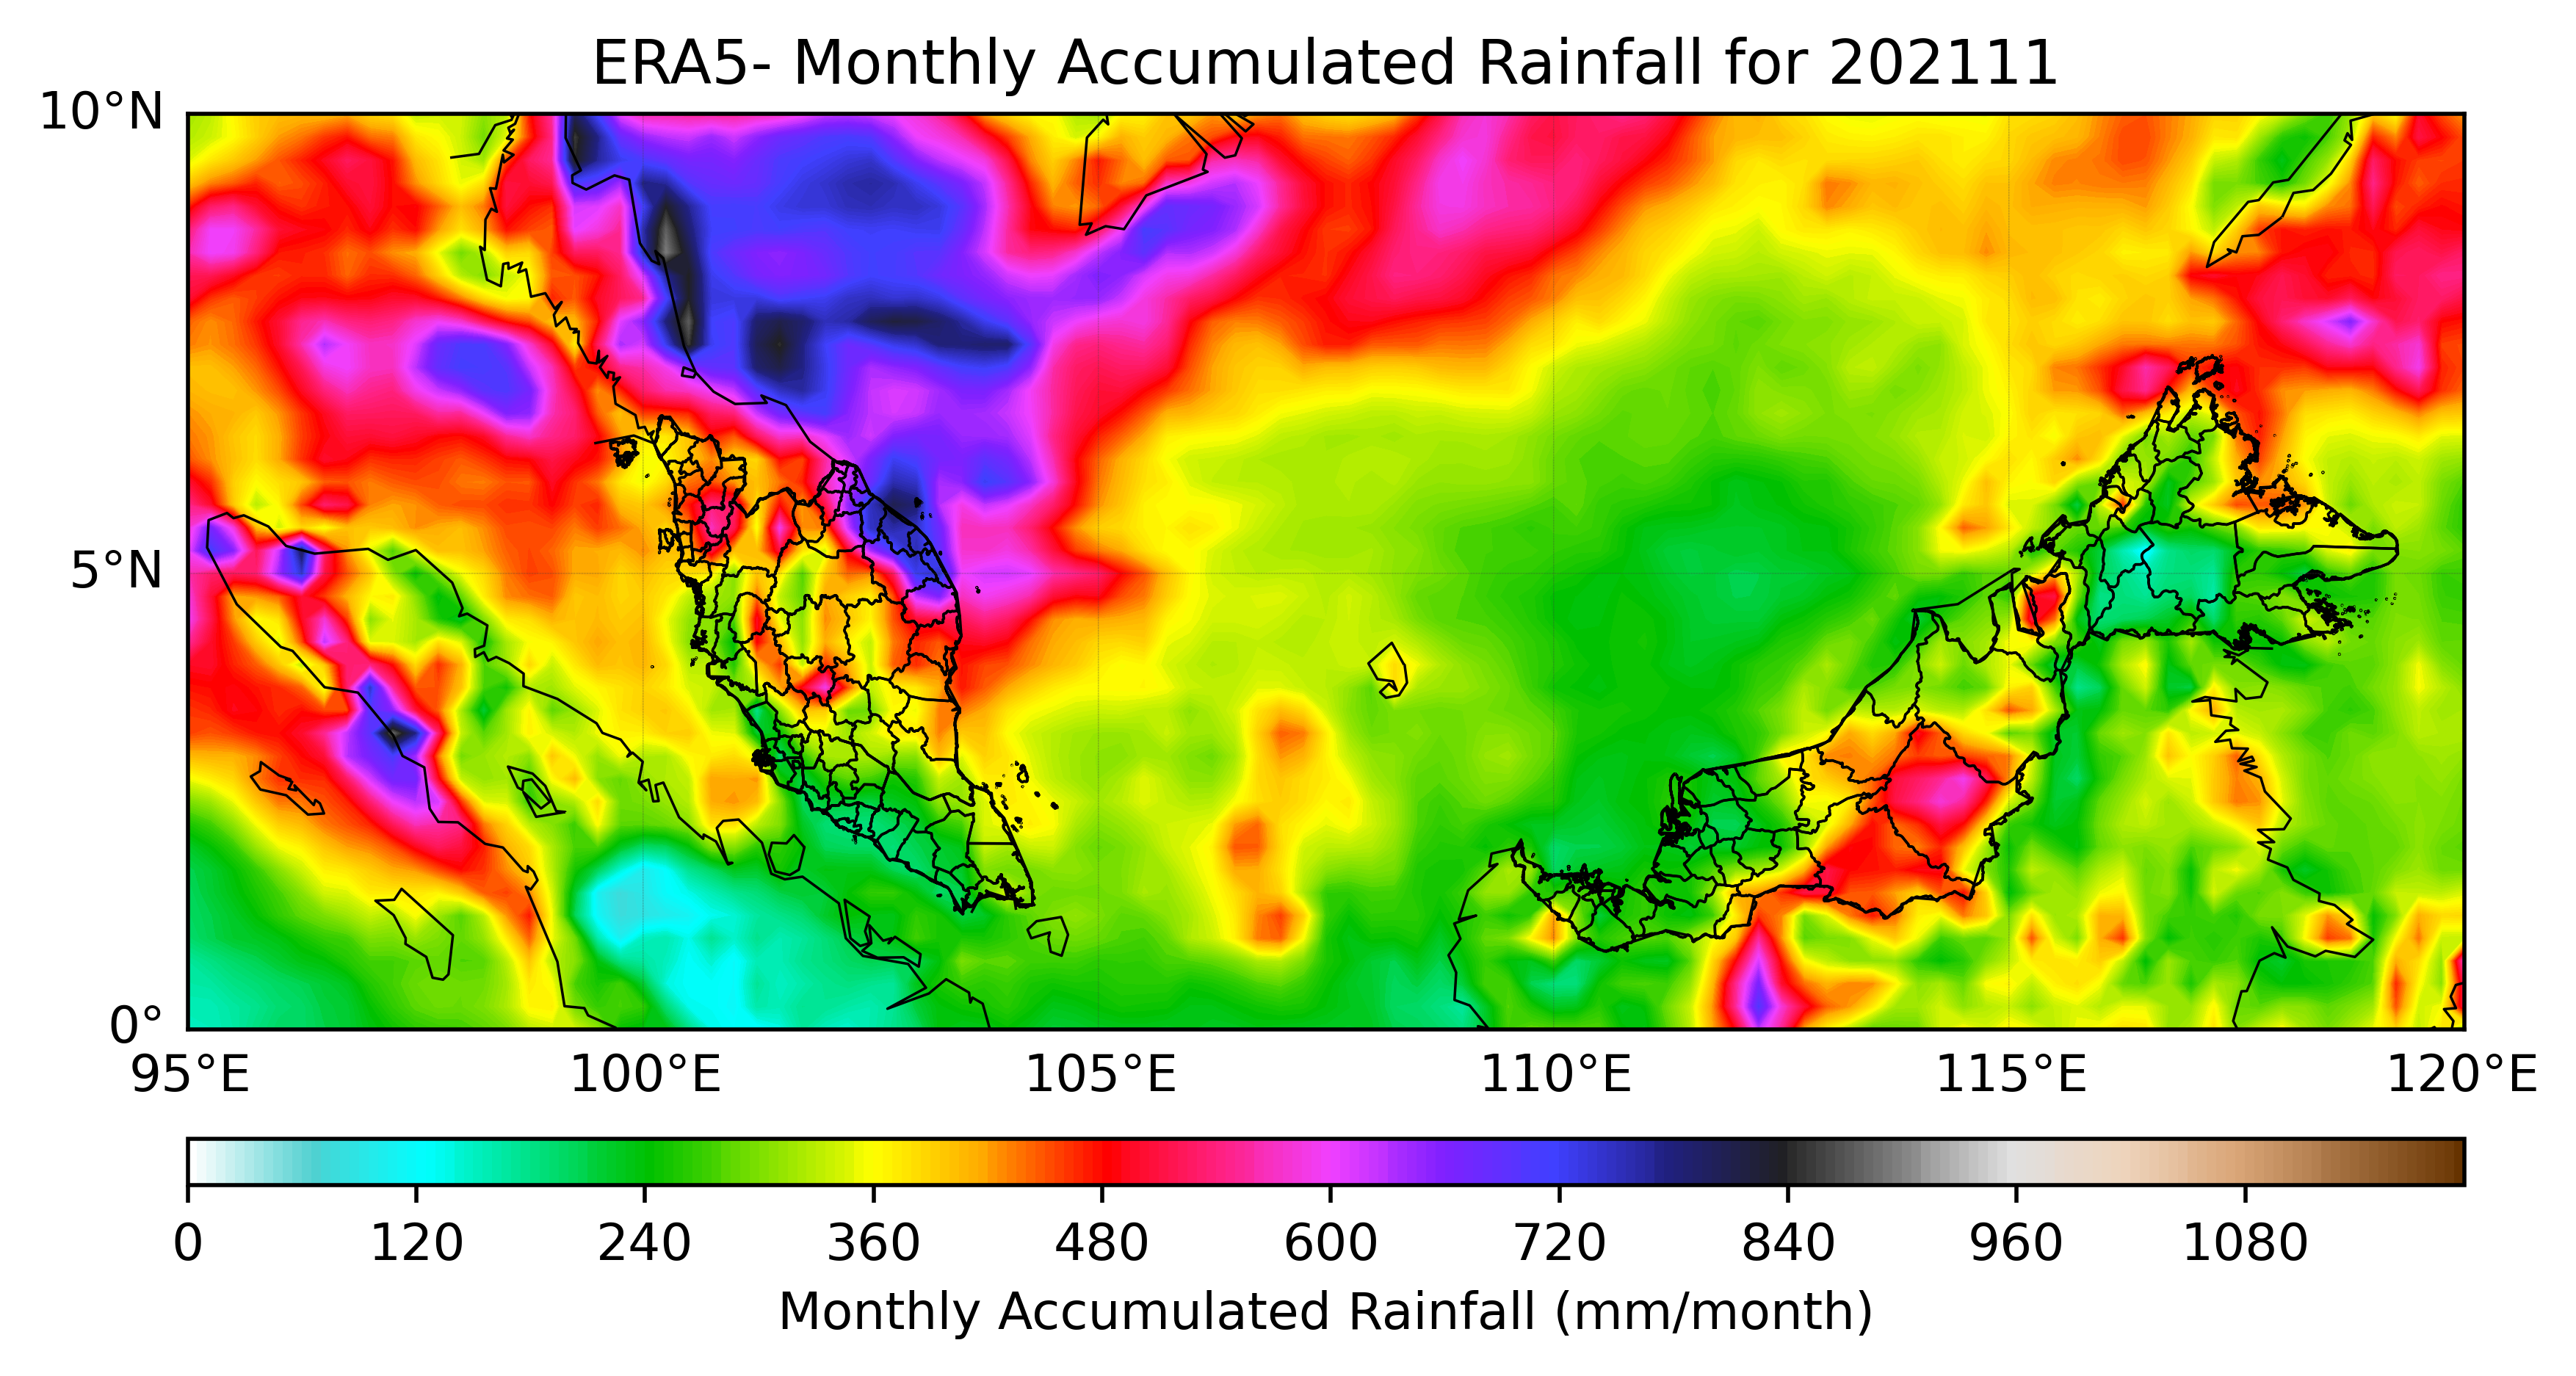 ERA5- Monthly Accumulated Rainfall for 202111
10°N
5°N
0°
95°E 100°E 105°E 110°E 115°E 120°E
0 120 240 360 480 600 720 840 960 1080
Monthly Accumulated Rainfall (mm/month)